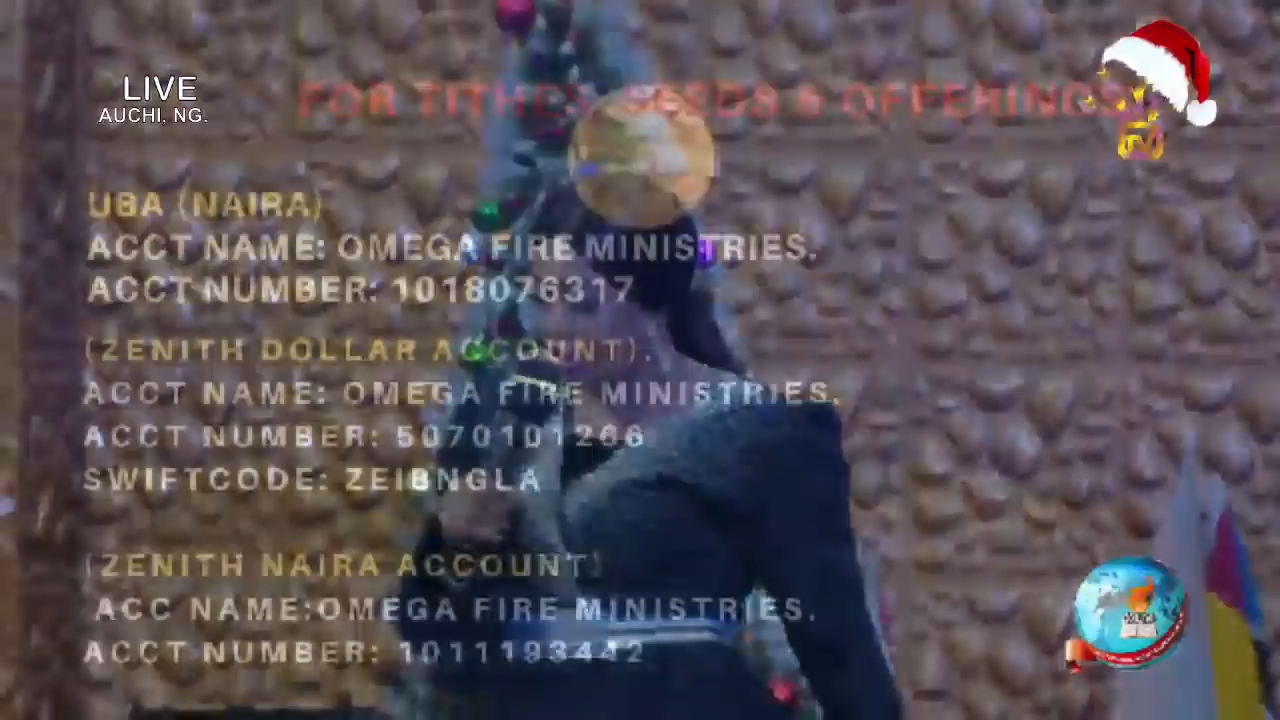 LIVE
AUCHI, NG.
FOR TITHES, SEEDS & OFFERINGS
TV
UBA (NAIRA)
ACCT NAME: OMEGA FIRE MINISTRIES.
ACCT NUMBER: 1018076317
(ZENITH DOLLAR ACCOUNT).
ACCT NAME: OMEGA FIRE MINISTRIES.
ACCT NUMBER: 5070101266
SWIFTCODE: ZEIBNGLA
(ZENITH NAIRA ACCOUNT)
ACC NAME:OMEGA FIRE MINISTRIES.
ACCT NUMBER: 1011193442